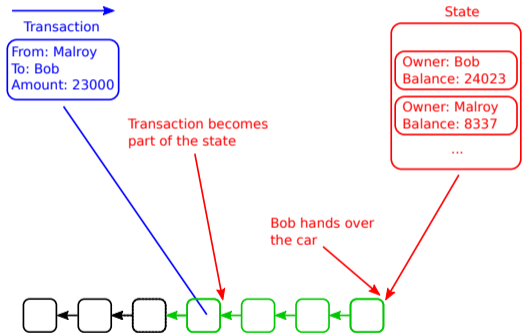 Transaction
From: Malroy
To: Bob
Amount: 23000
State
Owner: Bob
Balance: 24023
Owner: Malroy
Balance: 8337
...
Transaction becomes
part of the state
Bob hands over
the car